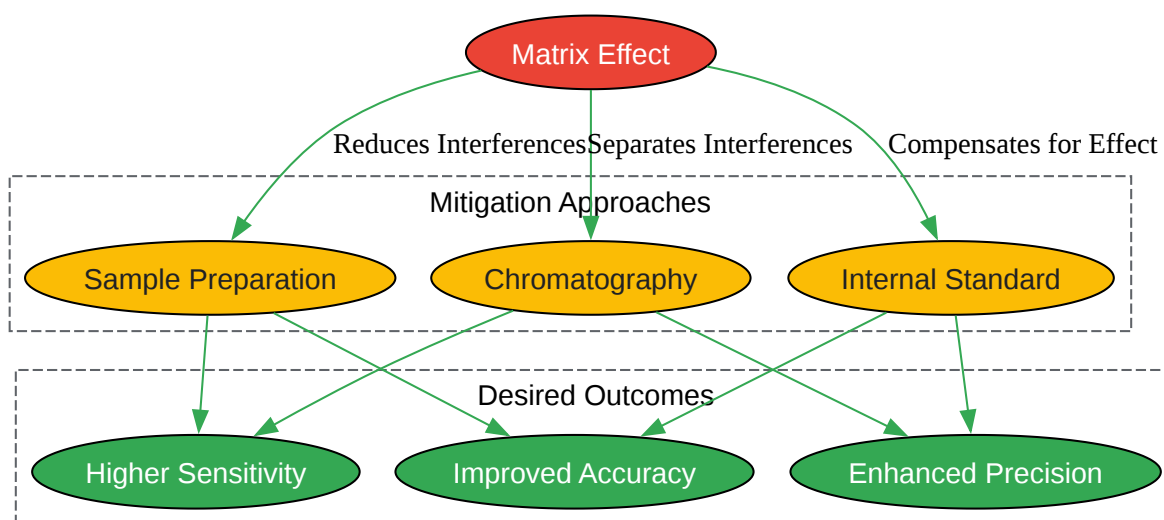 Matrix Effect
Reduces Interferences
Separates Interferences
Compensates for Effect
Mitigation Approaches
Sample Preparation
Chromatography
Internal Standard
Desired Outcomes
Higher Sensitivity
Improved Accuracy
Enhanced Precision